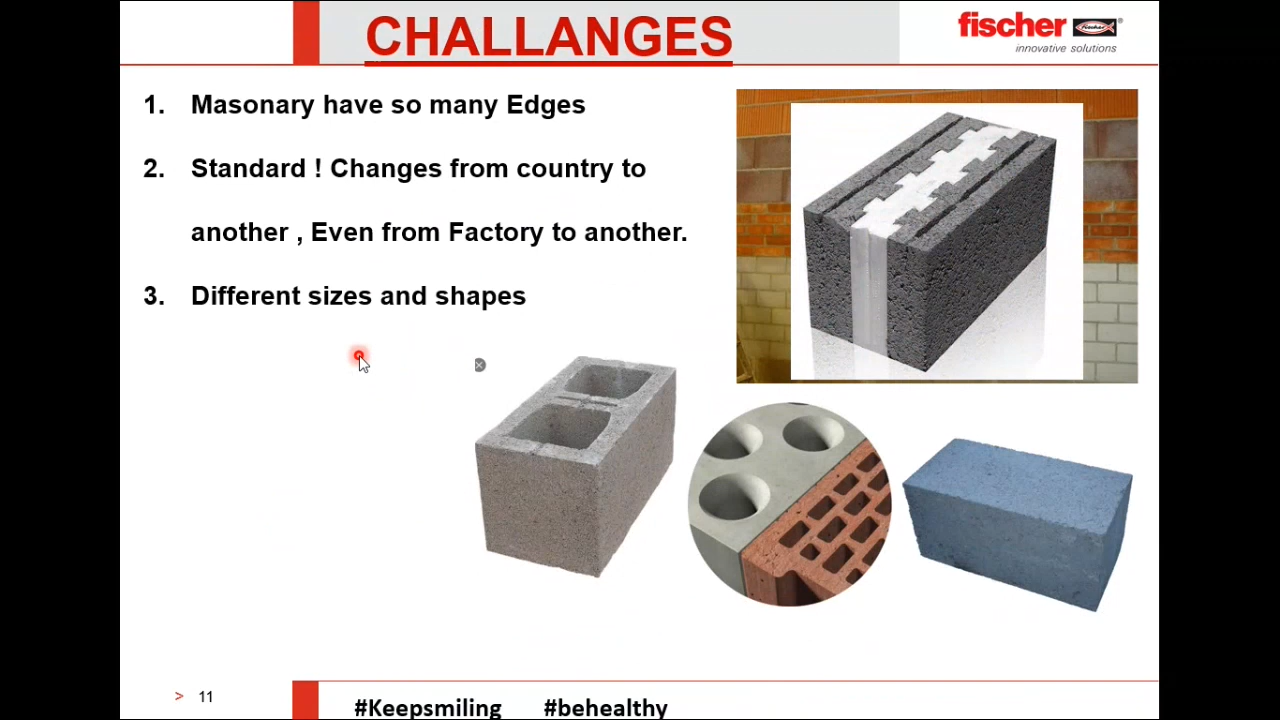 CHALLANGES
fischer
Fischer
®
innovative solutions
1. Masonary have so many Edges
2. Standard ! Changes from country to
another , Even from Factory to another.
3. Different sizes and shapes
> 11
#Keepsmiling #behealthy